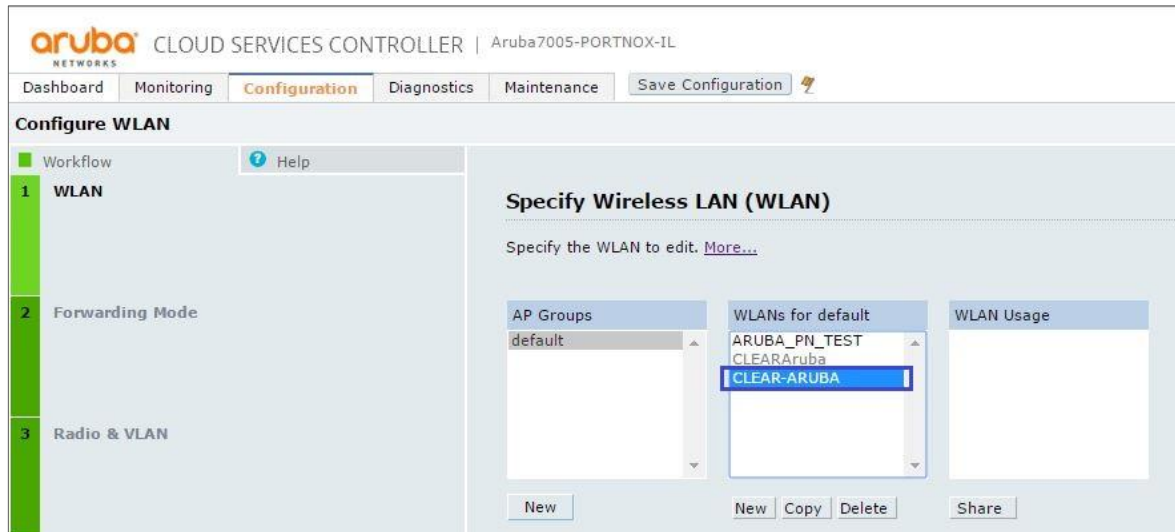 aruba NETWORKS CLOUD SERVICES CONTROLLER | Aruba7005-PORTNOX-IL
Dashboard Monitoring Configuration Diagnostics Maintenance Save Configuration
Configure WLAN
Workflow ? Help
1 WLAN
Specify Wireless LAN (WLAN)
Specify the WLAN to edit. More...
2 Forwarding Mode
AP Groups WLANs for default WLAN Usage
default ARUBA_PN_TEST
CLEARAruba
CLEAR-ARUBA
3 Radio & VLAN
New New Copy Delete Share